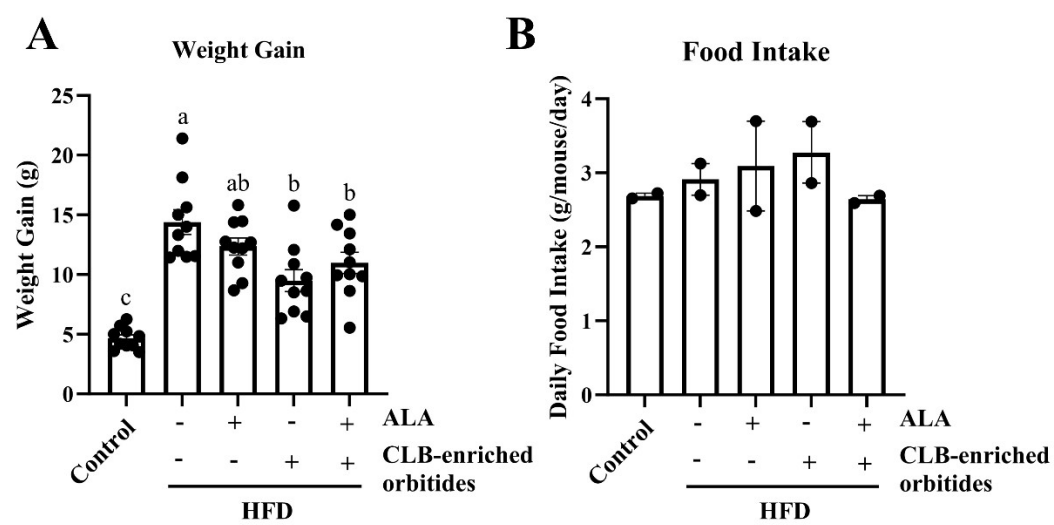 A
Weight Gain
Weight Gain (g)
25
20
15
10
5
0
c
a
ab
b
b
Control
- + - + ALA
- - + + CLB-enriched
orbitides
HFD
B
Food Intake
Daily Food Intake (g/mouse/day)
4
3
2
1
0
Control
- + - + ALA
- - + + CLB-enriched
orbitides
HFD